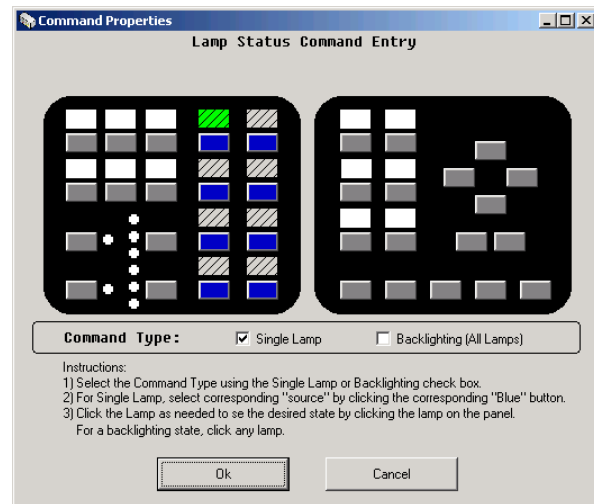 Command Properties
Lamp Status Command Entry
Command Type:
Single Lamp
Backlighting (All Lamps)
Instructions:
1) Select the Command Type using the Single Lamp or Backlighting check box.
2) For Single Lamp, select corresponding "source" by clicking the corresponding "Blue" button.
3) Click the Lamp as needed to se the desired state by clicking the lamp on the panel.
For a backlighting state, click any lamp.
Ok
Cancel